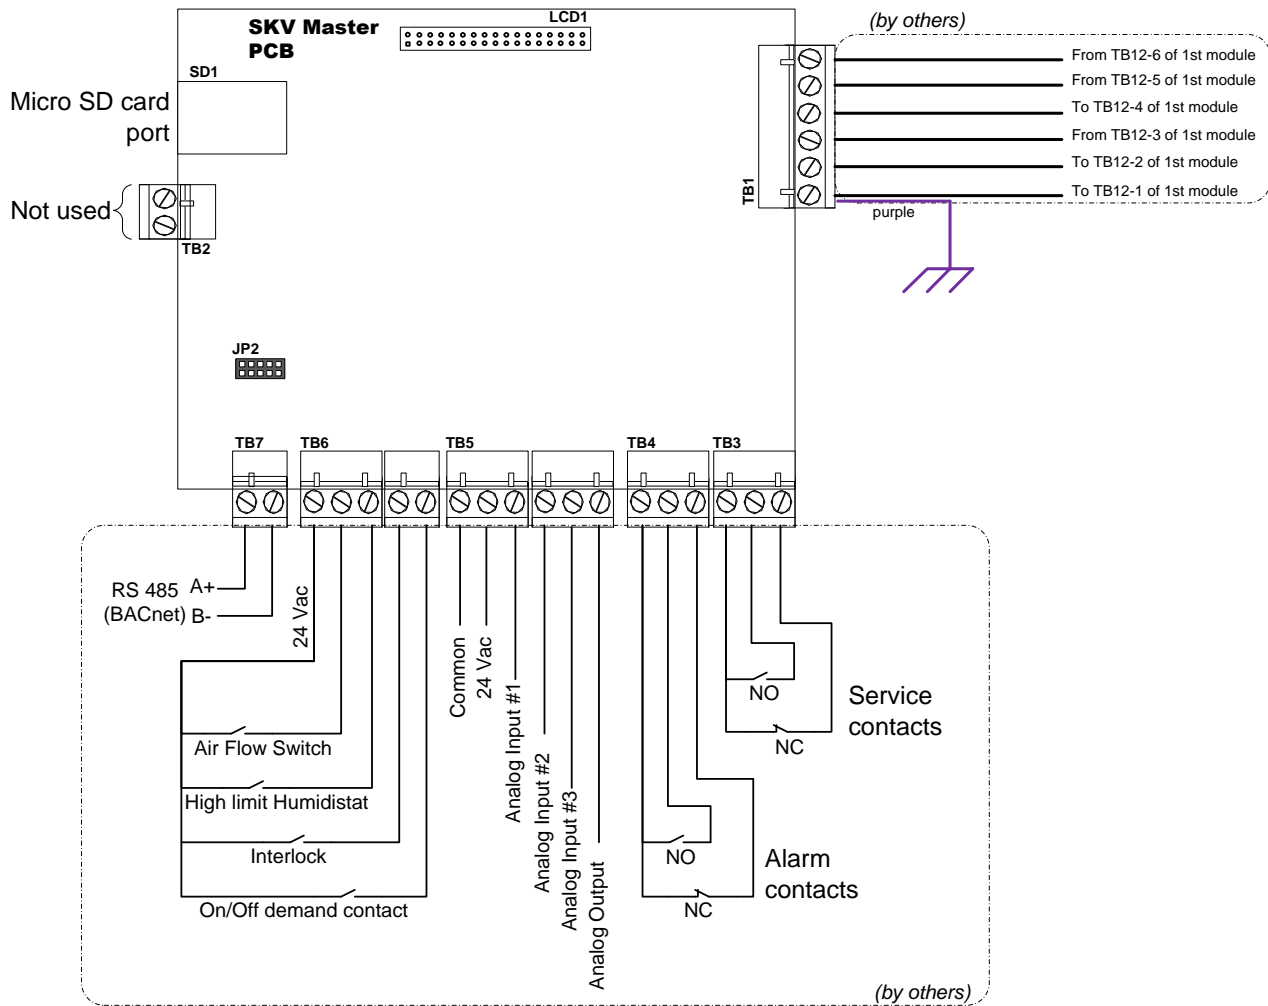 SKV Master
PCB
LCD1
(by others)
SD1
Micro SD card
port
From TB12-6 of 1st module
From TB12-5 of 1st module
To TB12-4 of 1st module
From TB12-3 of 1st module
To TB12-2 of 1st module
To TB12-1 of 1st module
TB1
purple
Not used
TB2
JP2
TB7
TB6
TB5
TB4
TB3
RS 485
(BACnet)
A+
B-
24 Vac
Common
24 Vac
Analog Input #1
Analog Input #2
Analog Input #3
Analog Output
Air Flow Switch
High limit Humidistat
Interlock
On/Off demand contact
NO
NC
Service
contacts
NO
NC
Alarm
contacts
(by others)